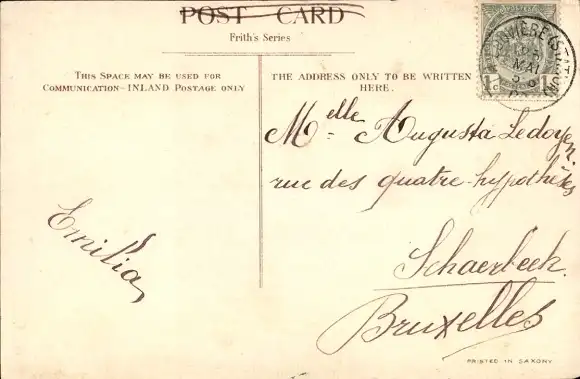 POST CARD
Frith's Series
THIS SPACE MAY BE USED FOR
COMMUNICATION—INLAND POSTAGE ONLY
THE ADDRESS ONLY TO BE WRITTEN
HERE.
Melle Augusta Ledoyen.
rue des quatre-hypothèses
Schaerbeek.
Bruxelles
Emilia
PRINTED IN SAXONY